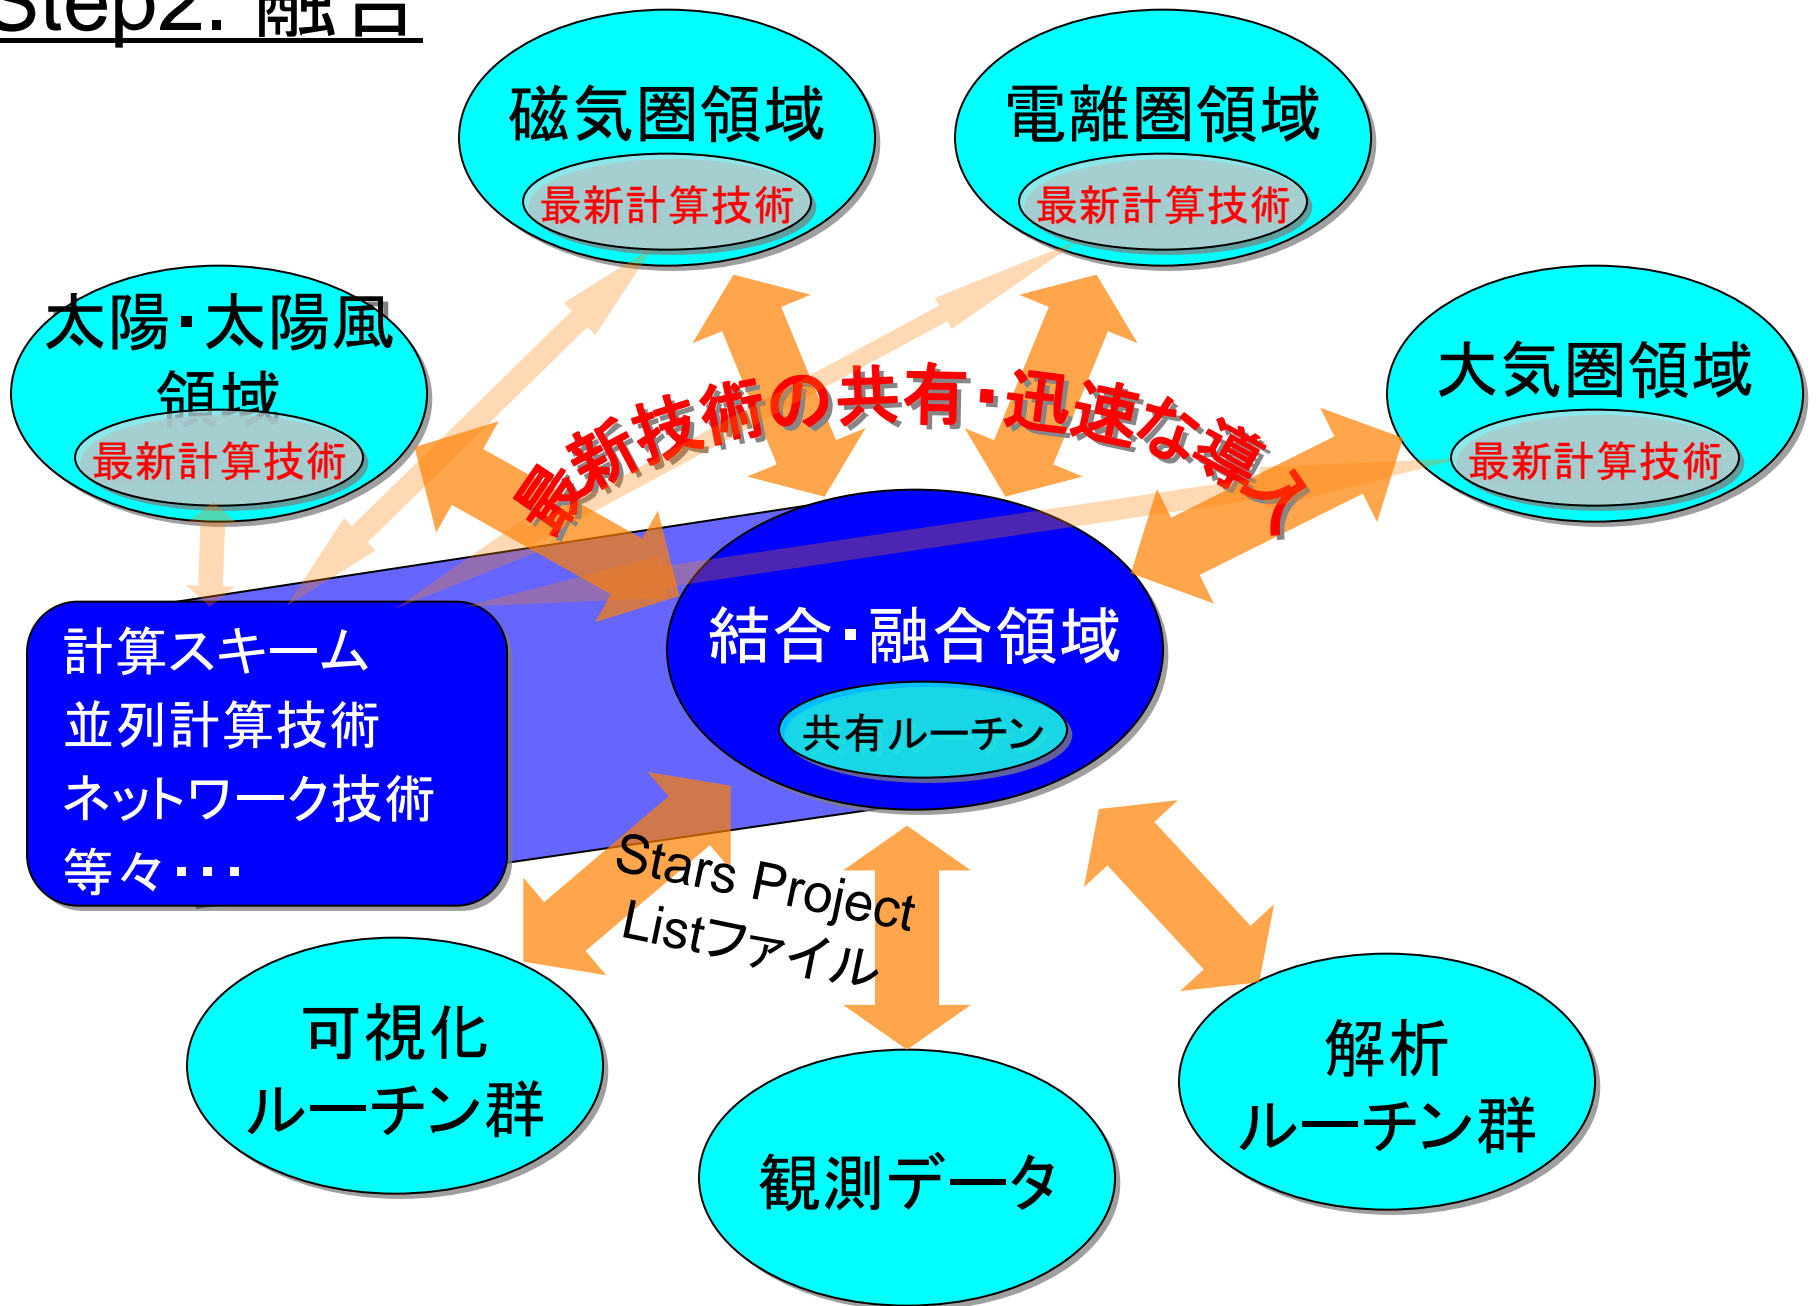 Step2. 融合
磁気圏領域
最新計算技術
電離圏領域
最新計算技術
太陽・太陽風
領域
最新計算技術
大気圏領域
最新計算技術
最新技術の共有・迅速な導入
結合・融合領域
共有ルーチン
計算スキーム
並列計算技術
ネットワーク技術
等々・・・
Stars Project
Listファイル
可視化
ルーチン群
観測データ
解析
ルーチン群